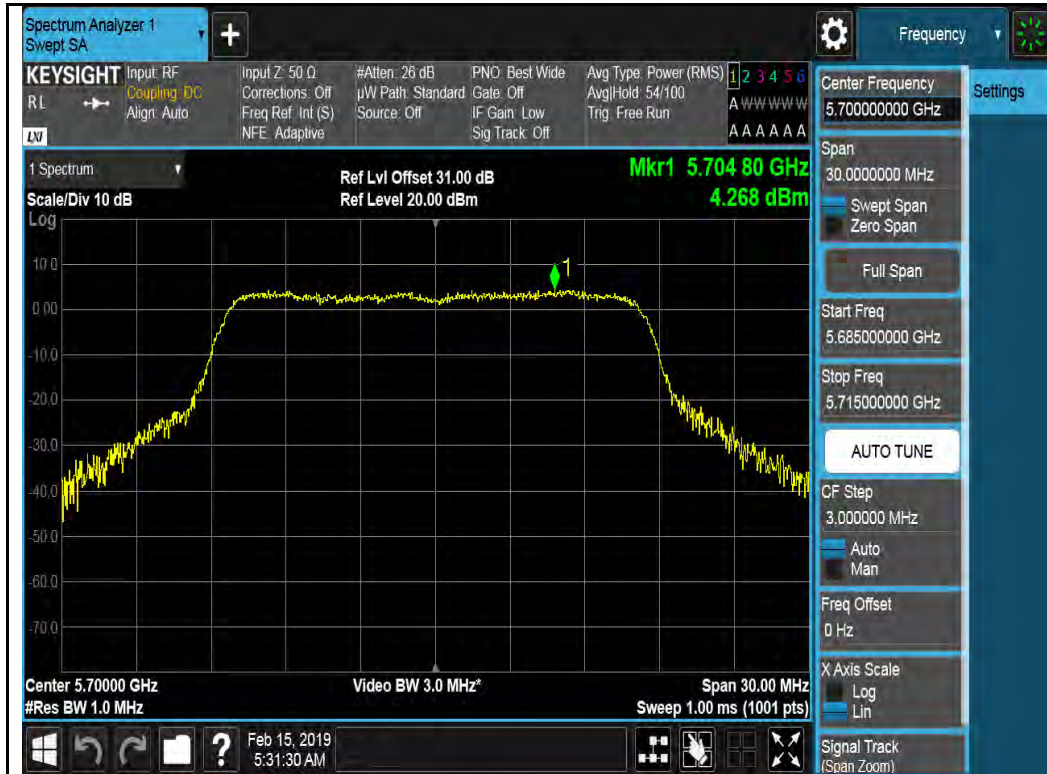 Spectrum Analyzer 1
Swept SA
+
Frequency
KEYSIGHT
R L
LXI
Input: RF
Coupling: DC
Align: Auto
Input Z: 50 Ω
Corrections: Off
Freq Ref: Int (S)
NFE: Adaptive
#Atten: 26 dB
µW Path: Standard
Source: Off
PNO: Best Wide
Gate: Off
IF Gain: Low
Sig Track: Off
Avg Type: Power (RMS)
Avg|Hold: 54/100
Trig: Free Run
1 2 3 4 5 6
A W W W W W
A A A A A A
1 Spectrum
Scale/Div 10 dB
Ref Lvl Offset 31.00 dB
Ref Level 20.00 dBm
Mkr1 5.704 80 GHz
4.268 dBm
Log
10.0
0.00
-10.0
-20.0
-30.0
-40.0
-50.0
-60.0
-70.0
1
Center 5.70000 GHz
#Res BW 1.0 MHz
Video BW 3.0 MHz*
Span 30.00 MHz
Sweep 1.00 ms (1001 pts)
?
Feb 15, 2019
5:31:30 AM
Center Frequency
5.700000000 GHz
Span
30.0000000 MHz
Swept Span
Zero Span
Full Span
Start Freq
5.685000000 GHz
Stop Freq
5.715000000 GHz
AUTO TUNE
CF Step
3.000000 MHz
Auto
Man
Freq Offset
0 Hz
X Axis Scale
Log
Lin
Signal Track
(Span Zoom)
Settings